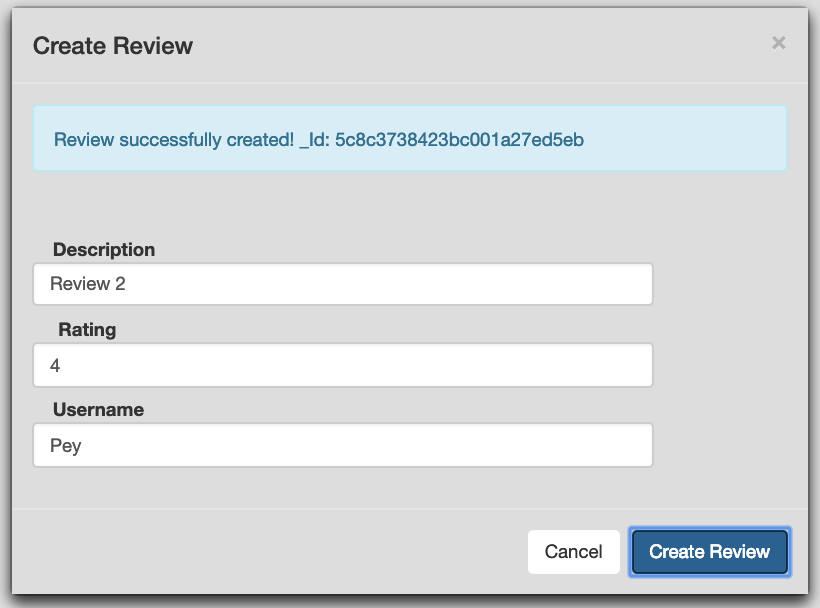 Create Review
×
Review successfully created! _Id: 5c8c3738423bc001a27ed5eb
Description
Review 2
Rating
4
Username
Pey
Cancel
Create Review